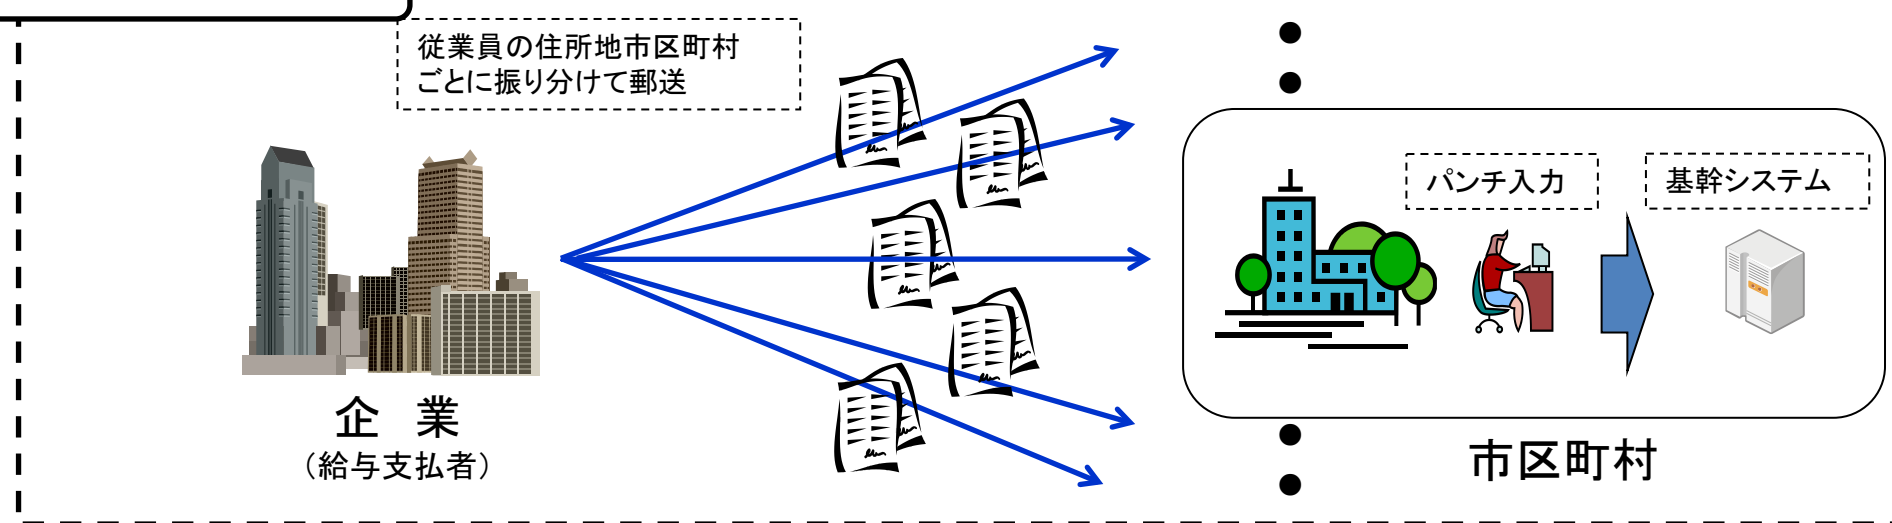 従業員の住所地市区町村
ごとに振り分けて郵送
パンチ入力
基幹システム
企　業
（給与支払者）
市区町村